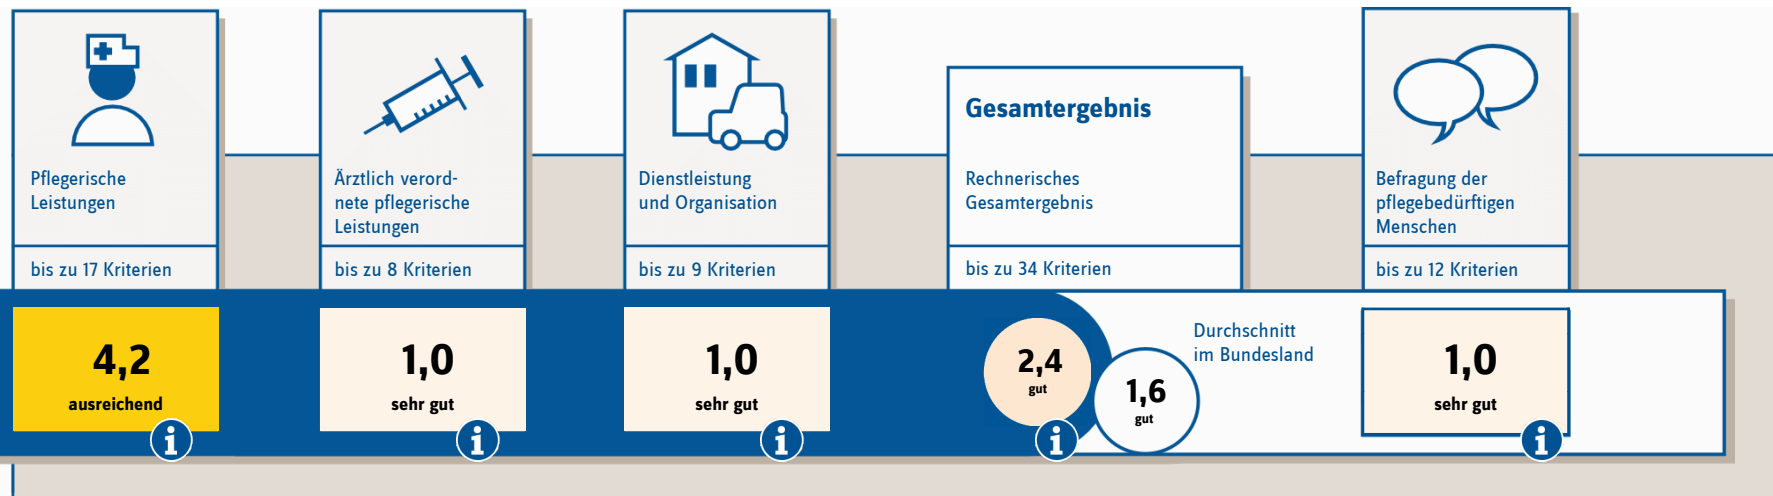 Pflegerische
Leistungen
bis zu 17 Kriterien
4,2
ausreichend
i
Ärztlich verord-
nete pflegerische
Leistungen
bis zu 8 Kriterien
1,0
sehr gut
i
Dienstleistung
und Organisation
bis zu 9 Kriterien
1,0
sehr gut
i
Gesamtergebnis
Rechnerisches
Gesamtergebnis
bis zu 34 Kriterien
2,4
gut
i
Durchschnitt
im Bundesland
1,6
gut
Befragung der
pflegebedürftigen
Menschen
bis zu 12 Kriterien
1,0
sehr gut
i